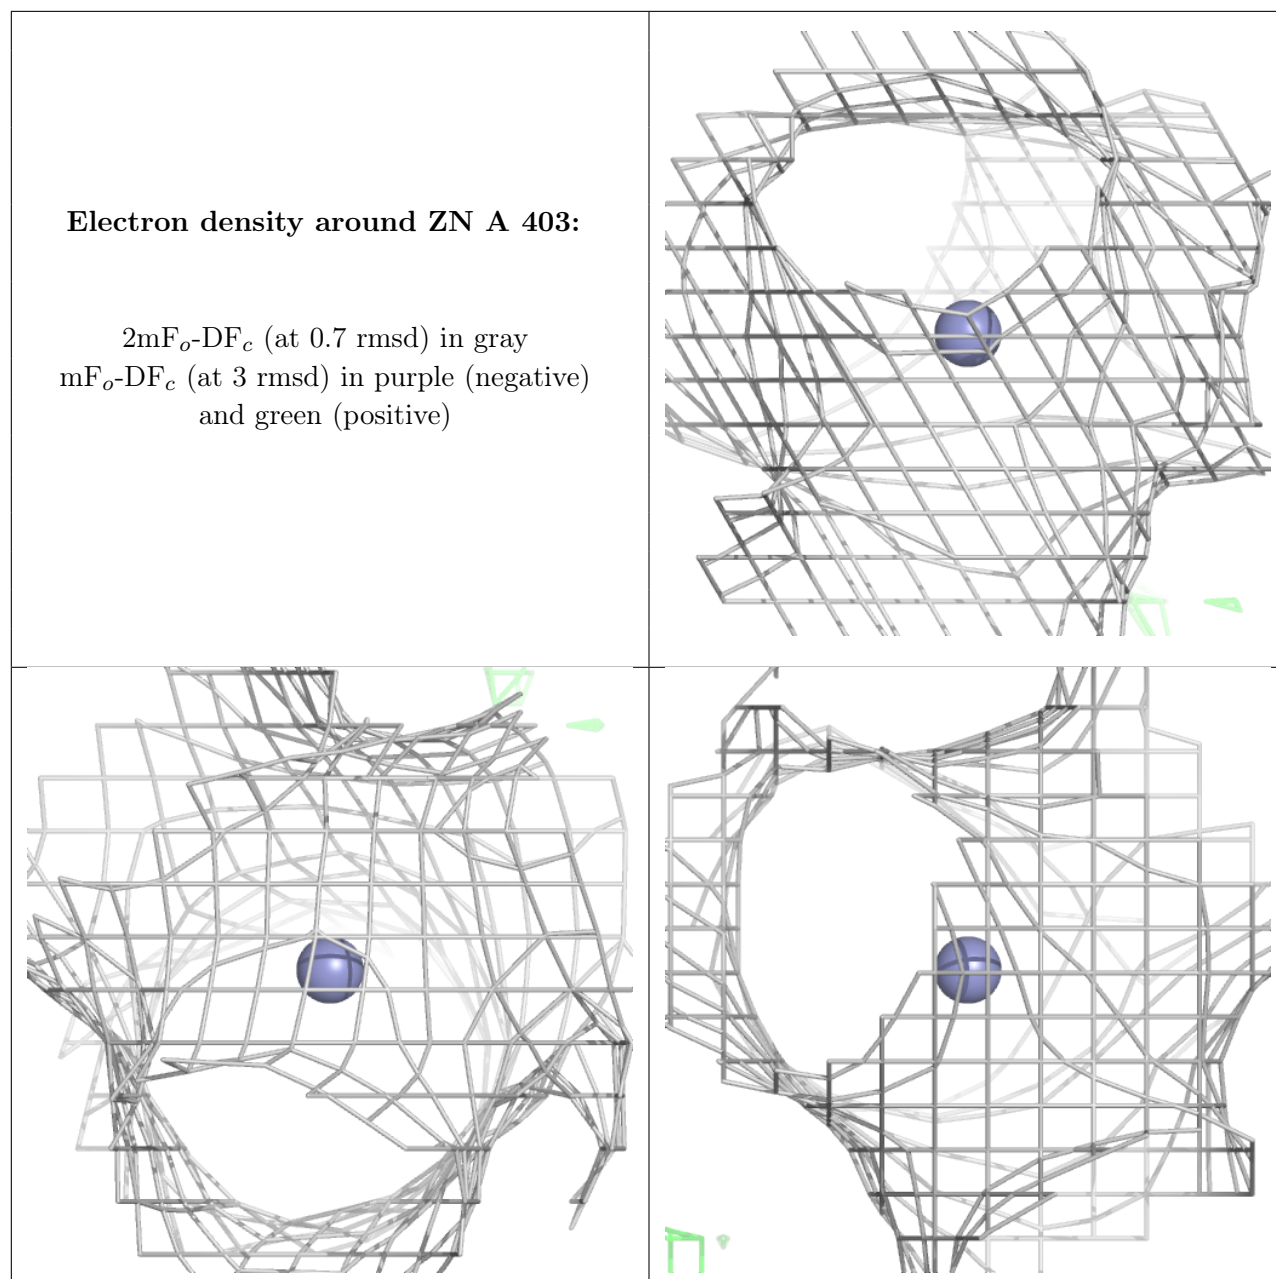 Electron density around ZN A 403:
2mFo-DFc (at 0.7 rmsd) in gray
mFo-DFc (at 3 rmsd) in purple (negative)
and green (positive)